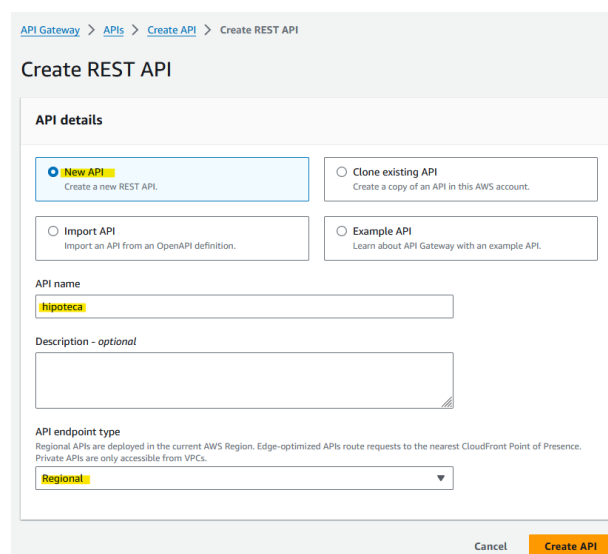 API Gateway > APIs > Create API > Create REST API
Create REST API
API details
New API
Create a new REST API.
Clone existing API
Create a copy of an API in this AWS account.
Import API
Import an API from an OpenAPI definition.
Example API
Learn about API Gateway with an example API.
API name
hipoteca
Description - optional
API endpoint type
Regional APIs are deployed in the current AWS Region. Edge-optimized APIs route requests to the nearest CloudFront Point of Presence.
Private APIs are only accessible from VPCs.
Regional
Cancel
Create API